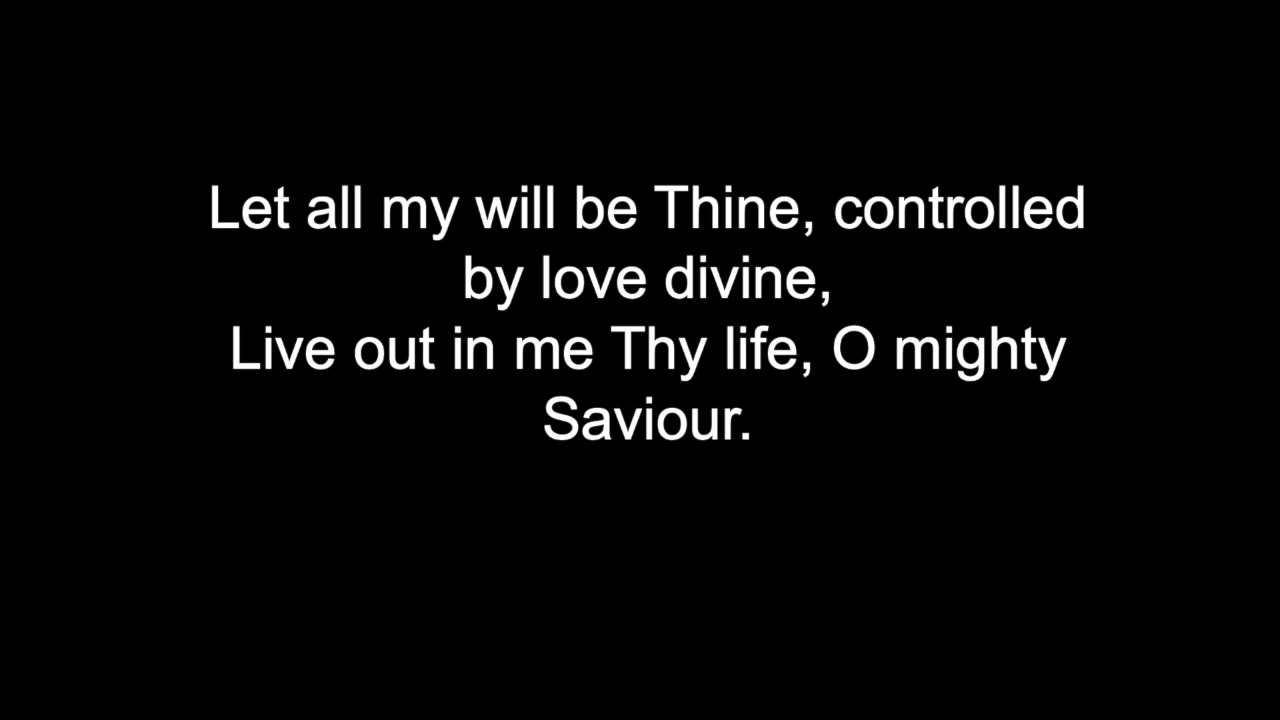 Let all my will be Thine, controlled
by love divine,
Live out in me Thy life, O mighty
Saviour.